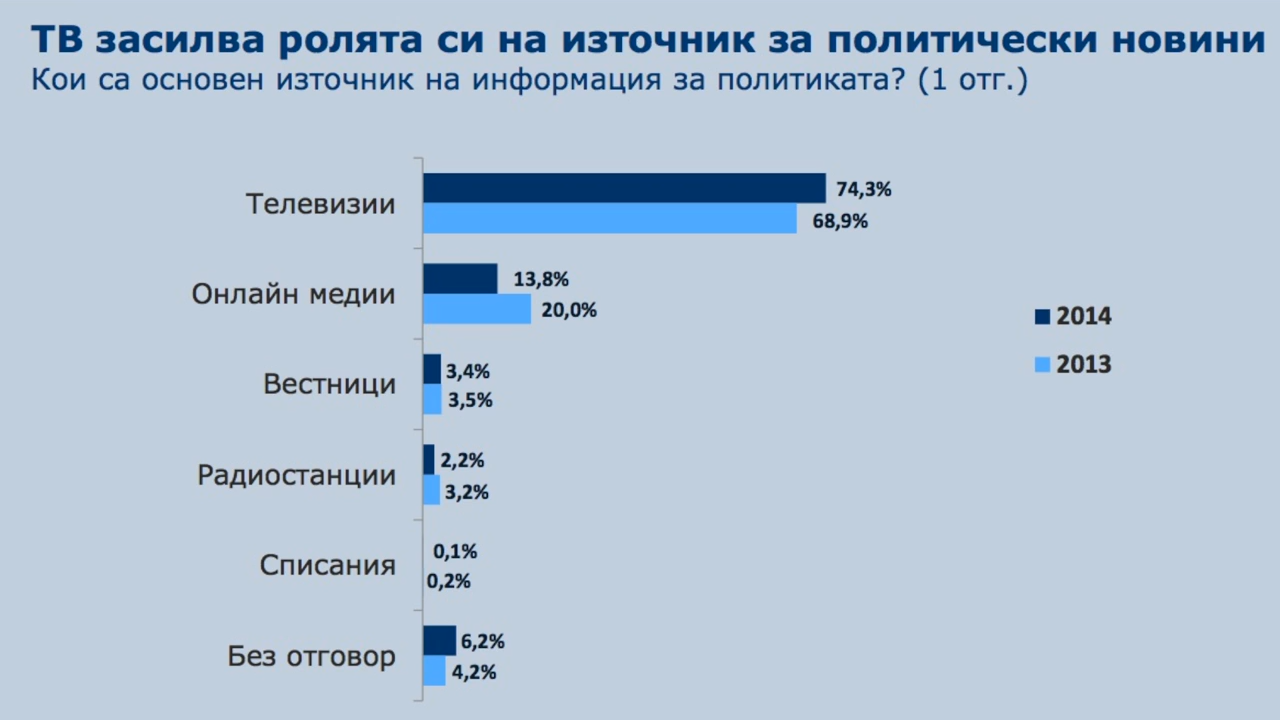 ТВ засилва ролята си на източник за политически новини
Кои са основен източник на информация за политиката? (1 отг.)
Телевизии
74,3%
68,9%
Онлайн медии
13,8%
20,0%
2014
2013
Вестници
3,4%
3,5%
Радиостанции
2,2%
3,2%
Списания
0,1%
0,2%
Без отговор
6,2%
4,2%